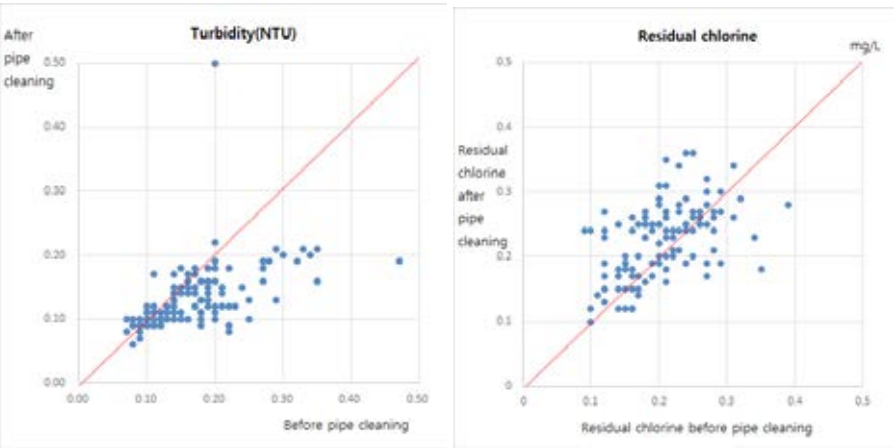 Turbidity(NTU)
After
pipe
cleaning
0.50
0.40
0.30
0.20
0.10
0.00
0.00 0.10 0.20 0.30 0.40 0.50
Before pipe cleaning
Residual chlorine
mg/L
0.5
0.4
Residual
chlorine
after
pipe
cleaning
0.3
0.2
0.1
0
0 0.1 0.2 0.3 0.4 0.5
Residual chlorine before pipe cleaning